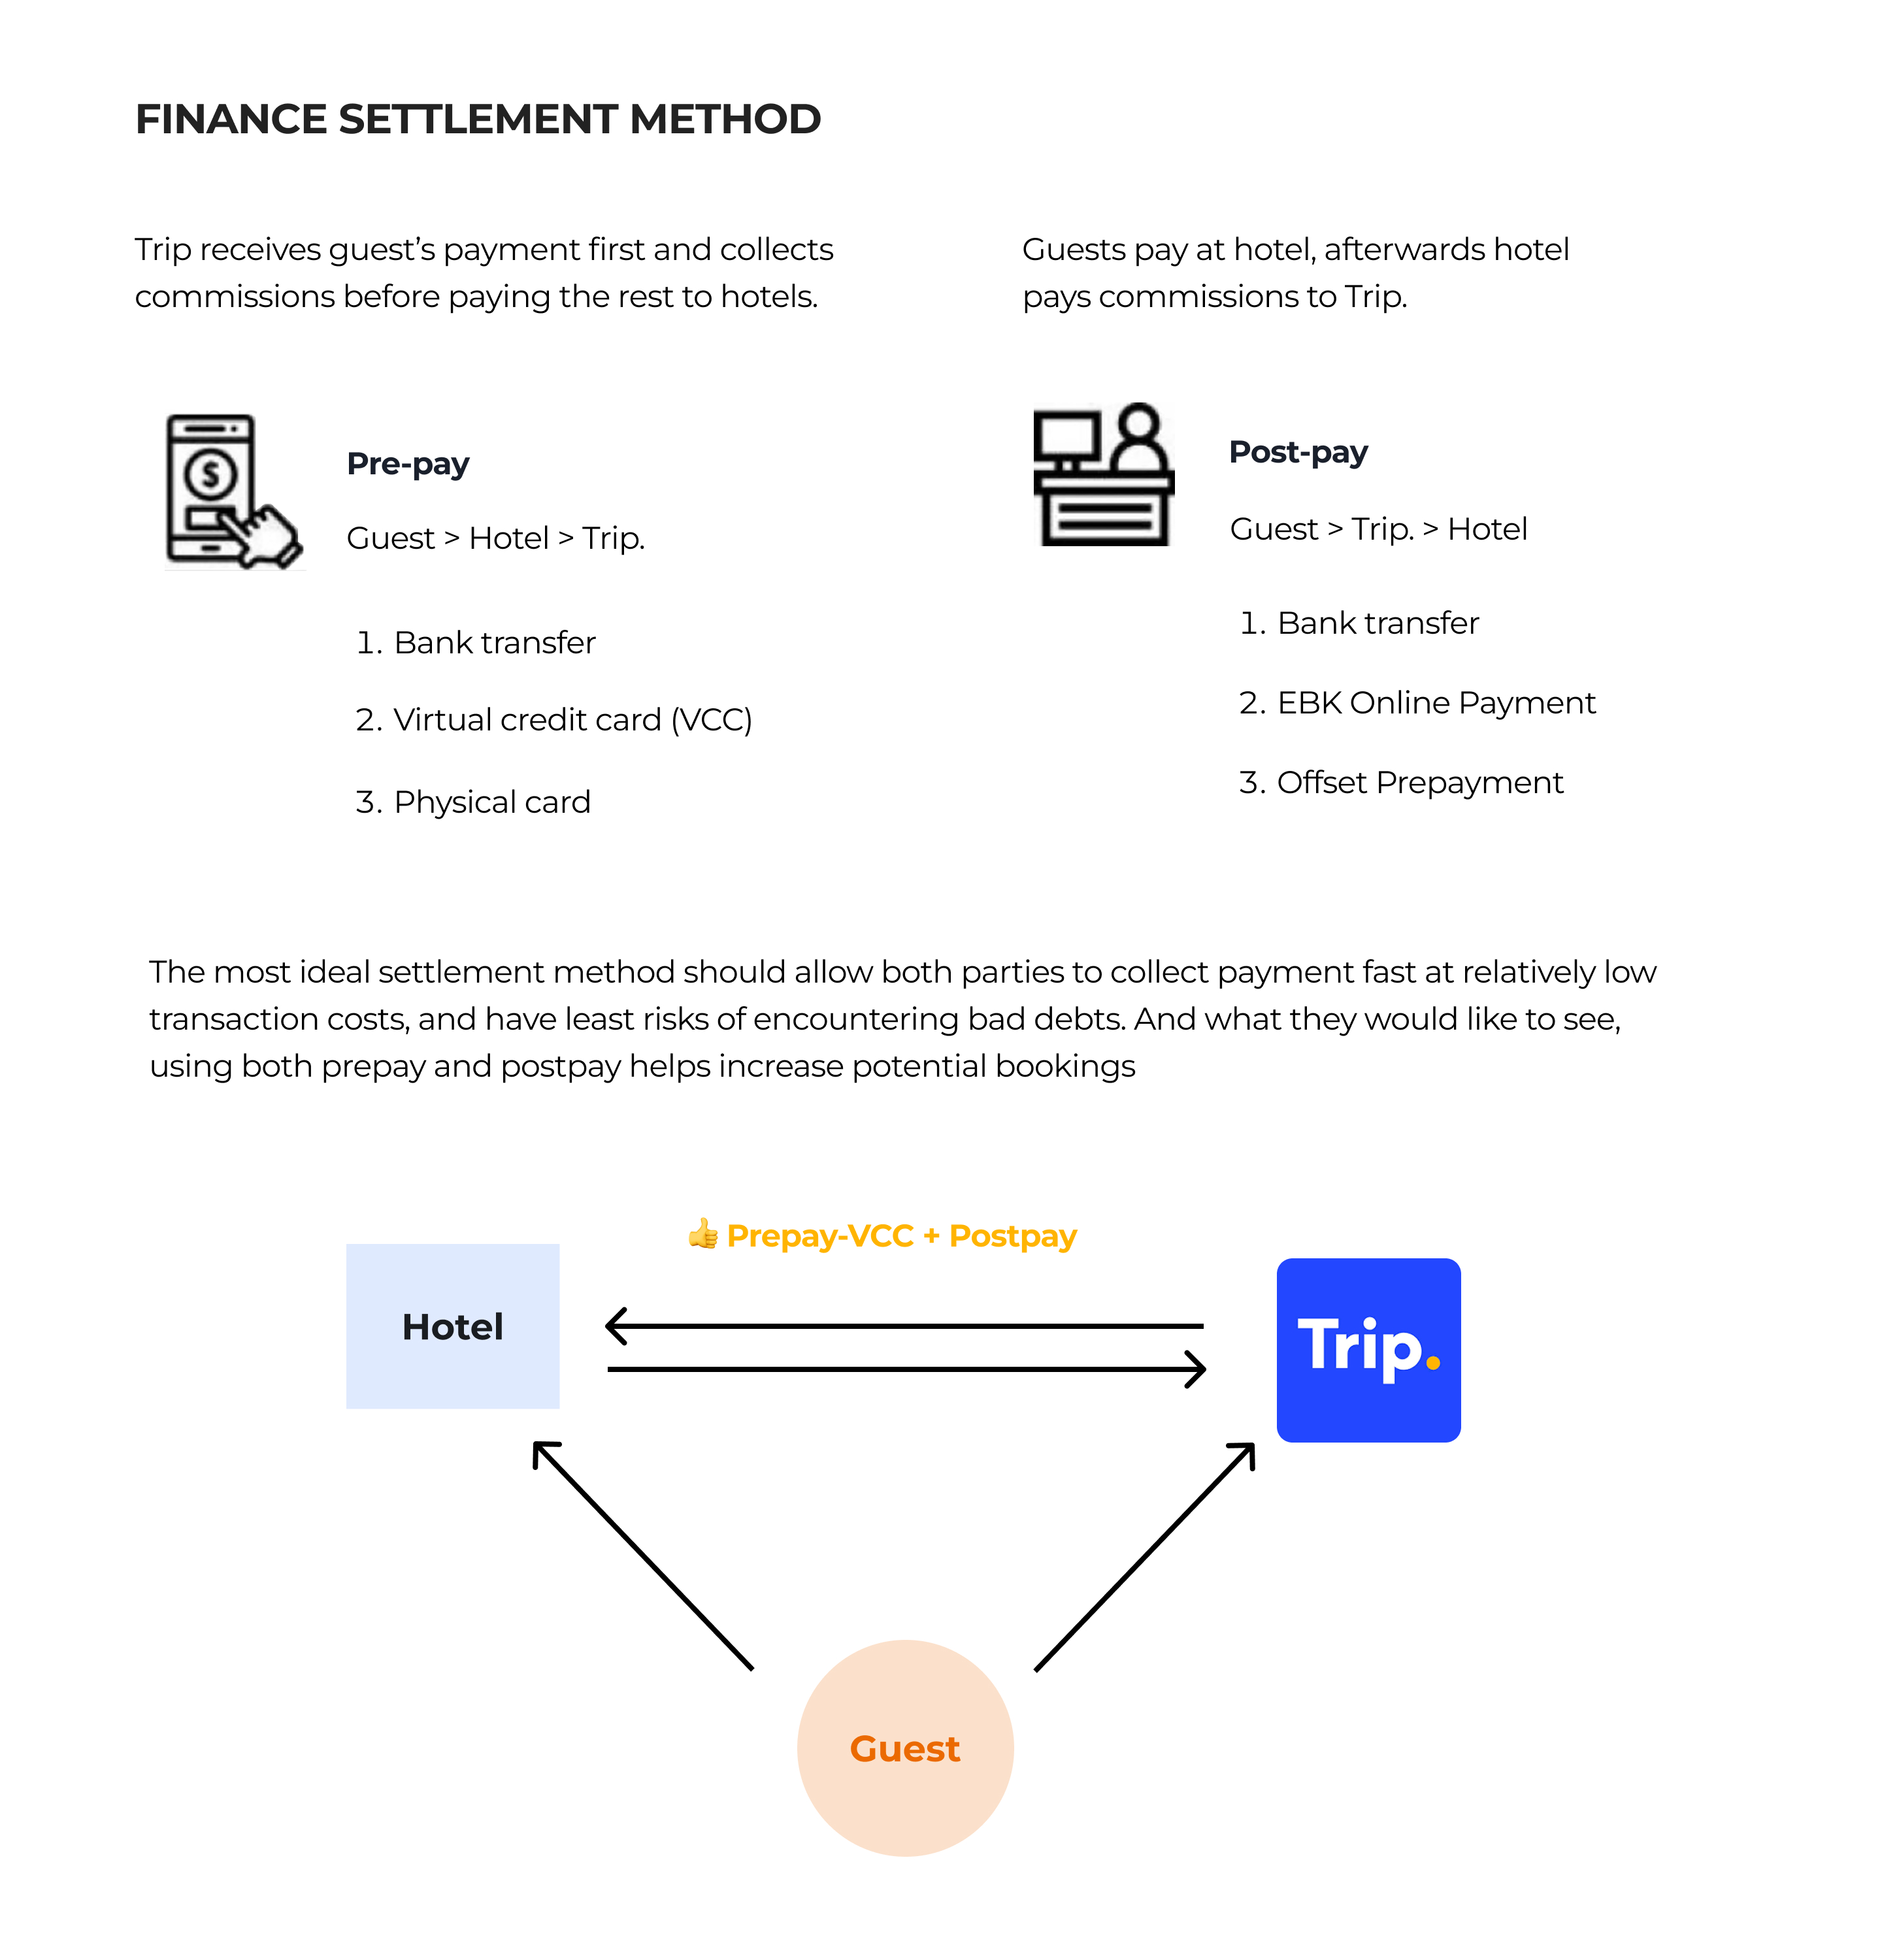 FINANCE SETTLEMENT METHOD
Trip receives guest’s payment first and collects
commissions before paying the rest to hotels.
Pre-pay
Guest > Hotel > Trip.
1. Bank transfer
2. Virtual credit card (VCC)
3. Physical card
Guests pay at hotel, afterwards hotel
pays commissions to Trip.
Post-pay
Guest > Trip. > Hotel
1. Bank transfer
2. EBK Online Payment
3. Offset Prepayment
The most ideal settlement method should allow both parties to collect payment fast at relatively low
transaction costs, and have least risks of encountering bad debts. And what they would like to see,
using both prepay and postpay helps increase potential bookings
👍 Prepay-VCC + Postpay
Hotel
Trip.
Guest